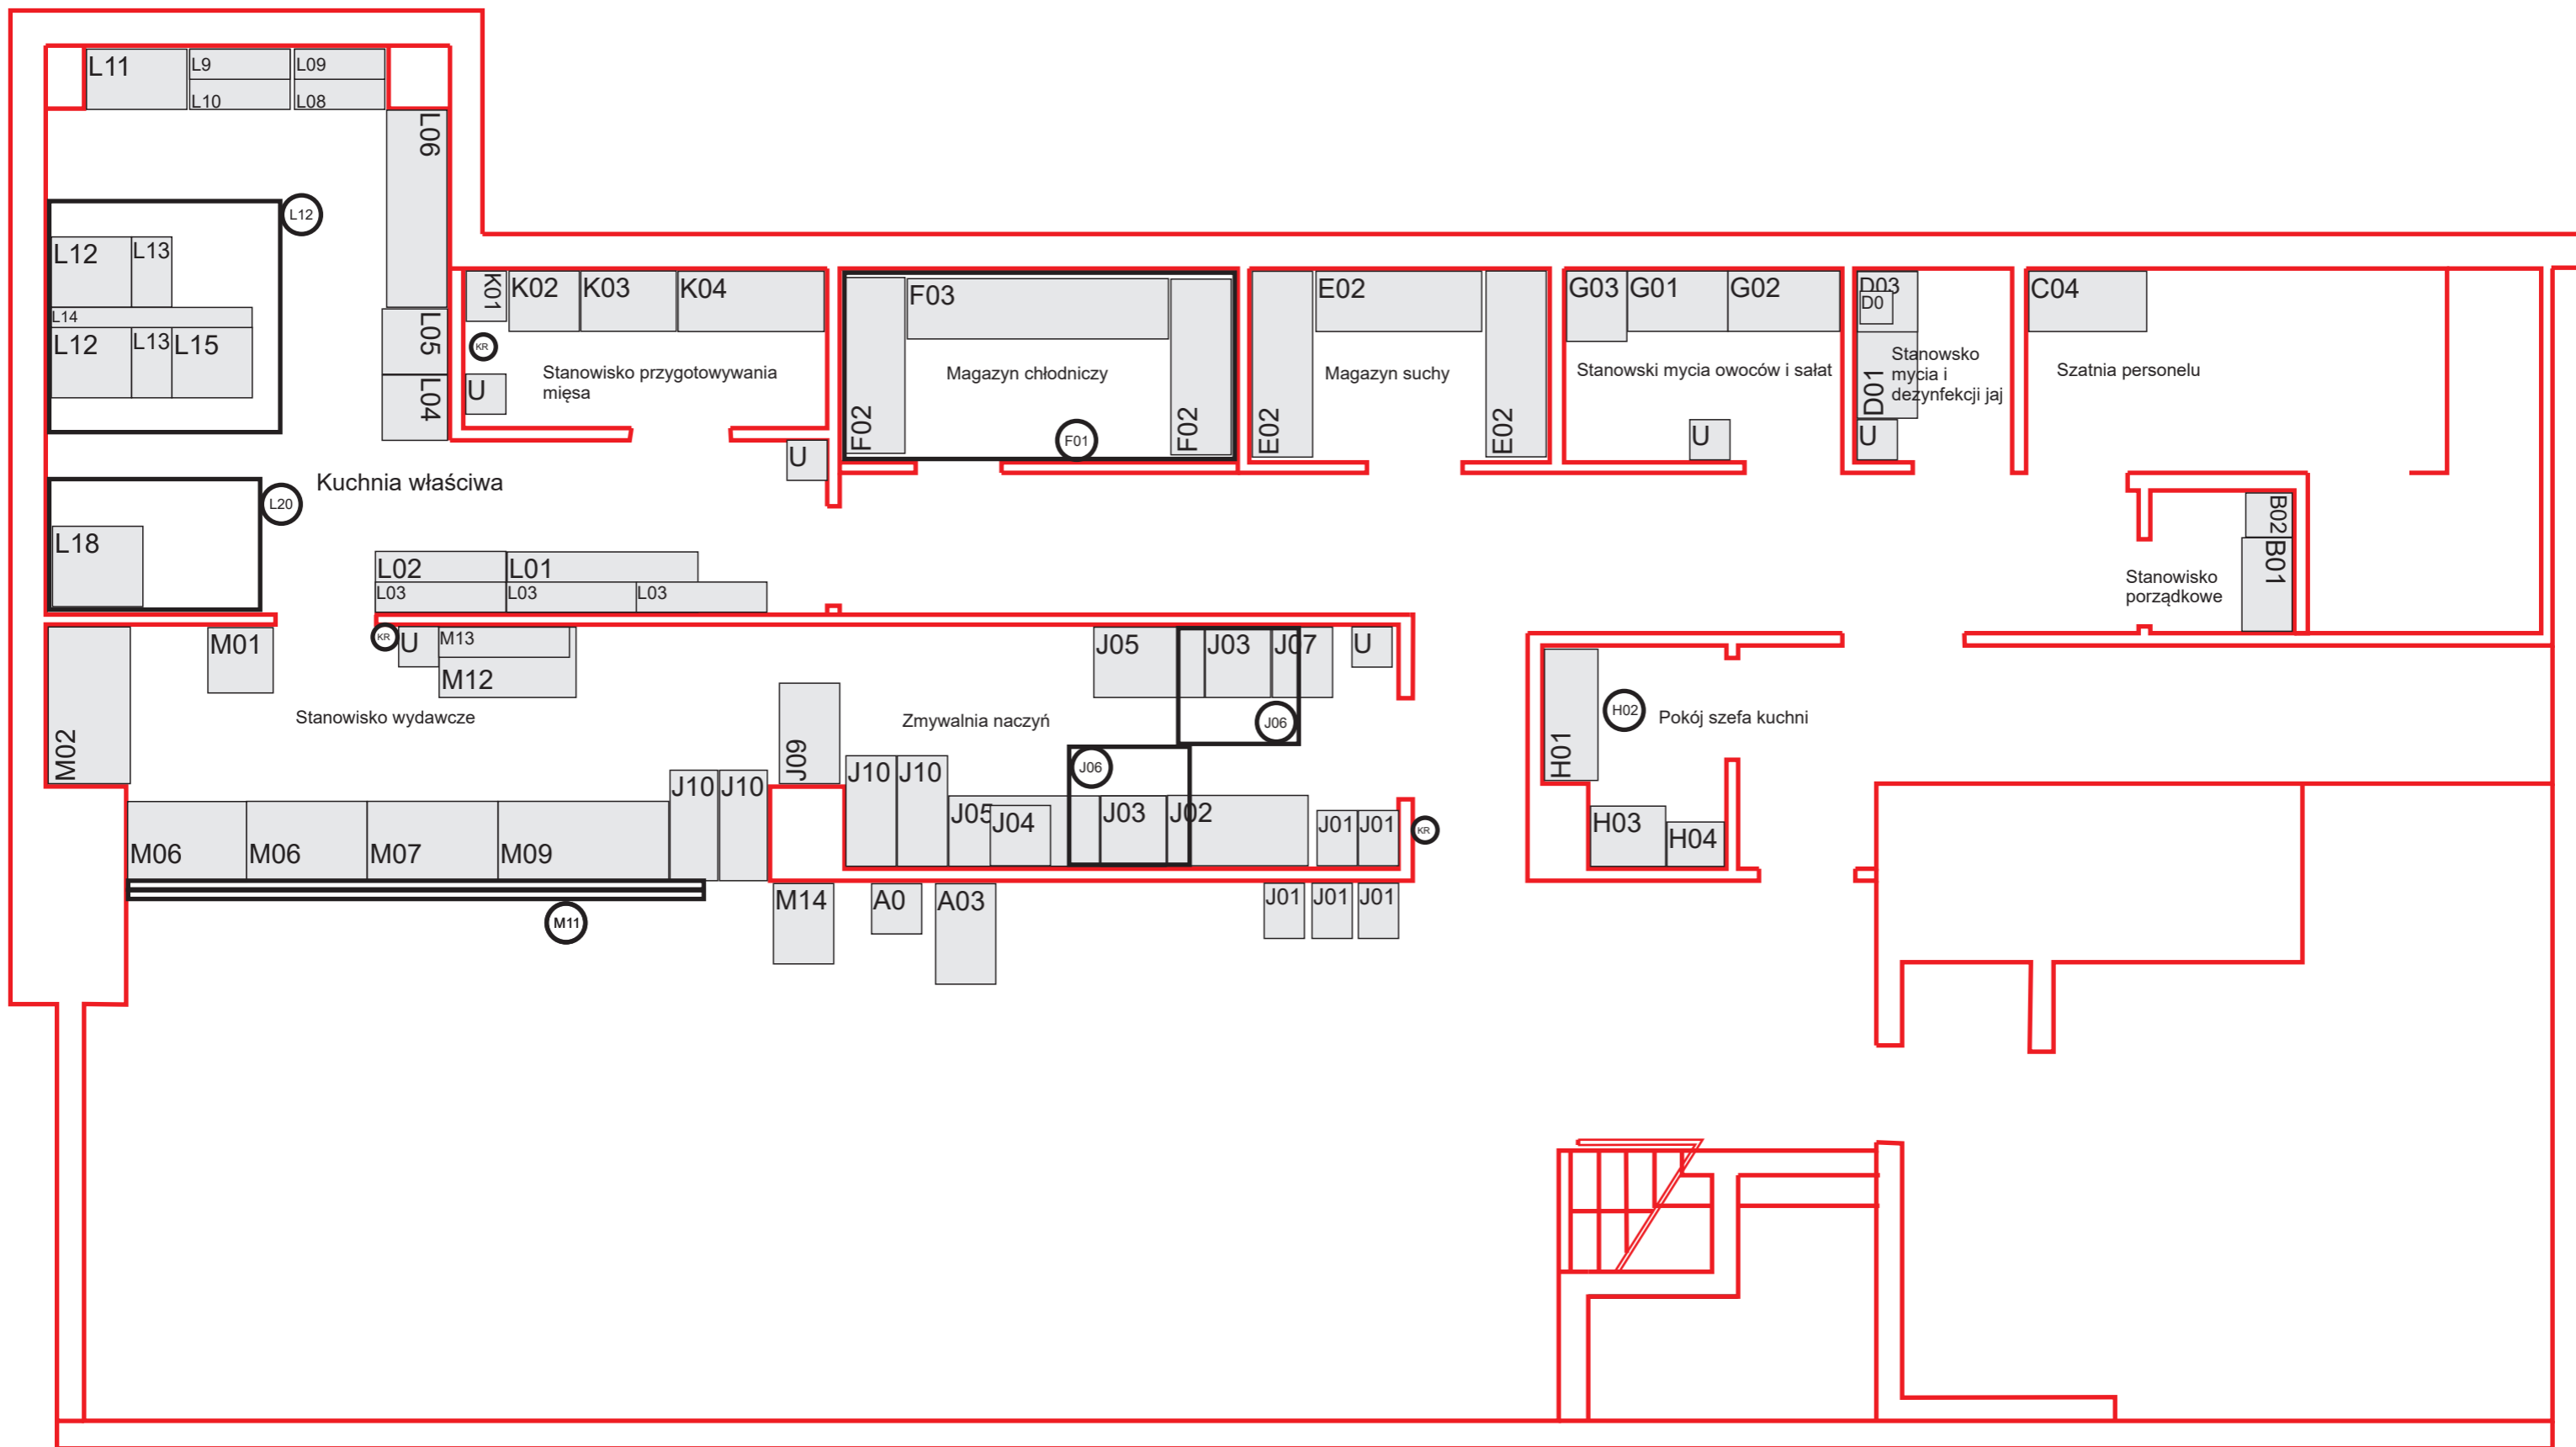 L11
L9
L09
L10
L08
L06
L12
L12
L13
L14
L12
L13
L15
L05
L04
K01
K02
K03
K04
KR
U
Stanowisko przygotowywania
mięsa
U
F03
F02
Magazyn chłodniczy
F02
F01
E02
E02
Magazyn suchy
E02
G03
G01
G02
Stanowski mycia owoców i sałat
U
D03
D0
D01
Stanowsko
mycia i
dezynfekcji jaj
U
C04
Szatnia personelu
Kuchnia właściwa
L20
L18
L02
L01
L03
L03
L03
B02
B01
Stanowisko
porządkowe
M02
M01
KR
U
M13
M12
Stanowisko wydawcze
J09
Zmywalnia naczyń
J05
J03
J07
U
J06
J06
H01
H02
Pokój szefa kuchni
M06
M06
M07
M09
J10
J10
J10
J10
J05
J04
J03
J02
J01
J01
KR
H03
H04
M11
M14
A0
A03
J01
J01
J01